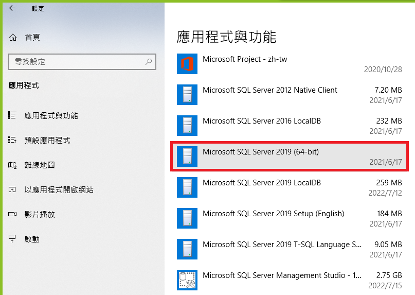 設定
首頁
尋找設定
應用程式
應用程式與功能
預設應用程式
離線地圖
以應用程式開啟網站
影片播放
啟動
應用程式與功能
Microsoft Project - zh-tw
2020/10/28
Microsoft SQL Server 2012 Native Client
7.20 MB
2021/6/17
Microsoft SQL Server 2016 LocalDB
232 MB
2021/6/17
Microsoft SQL Server 2019 (64-bit)
2021/6/17
Microsoft SQL Server 2019 LocalDB
259 MB
2022/7/12
Microsoft SQL Server 2019 Setup (English)
184 MB
2021/6/17
Microsoft SQL Server 2019 T-SQL Language S...
9.05 MB
2021/6/17
Microsoft SQL Server Management Studio - 1...
2.75 GB
2022/7/15